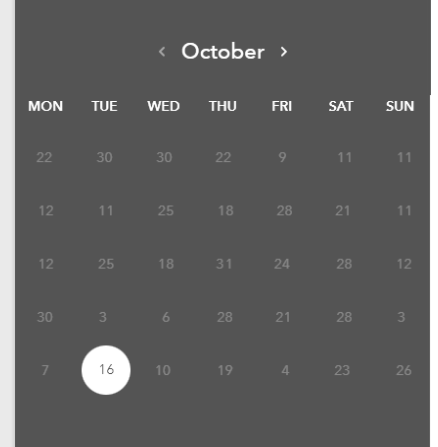 ‹ October ›
MON TUE WED THU FRI SAT SUN
22 30 30 22 9 11 11
12 11 25 18 28 21 11
12 25 18 31 24 28 12
30 3 6 28 21 28 3
7 16 10 19 4 23 26